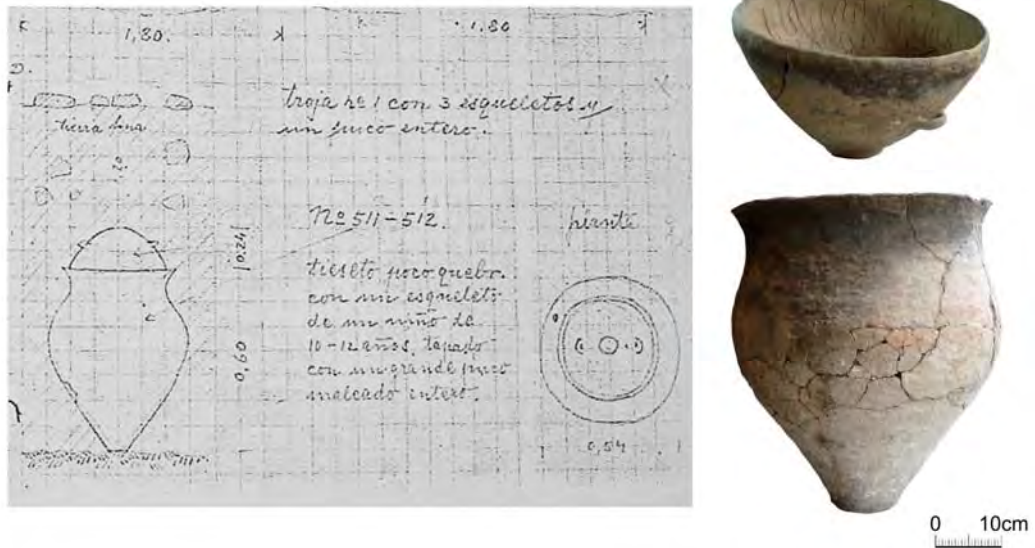 1,80.
1.80
troja nº 1 con 3 esqueletos y
un puco entero.
tierra fina
Nº 511-512.
tiesto poco quebr.
con un esqueleto
de un niño de
10-12 años, tapado
con un grande puco
entero.
0,24
0,60
0,54
0 10cm